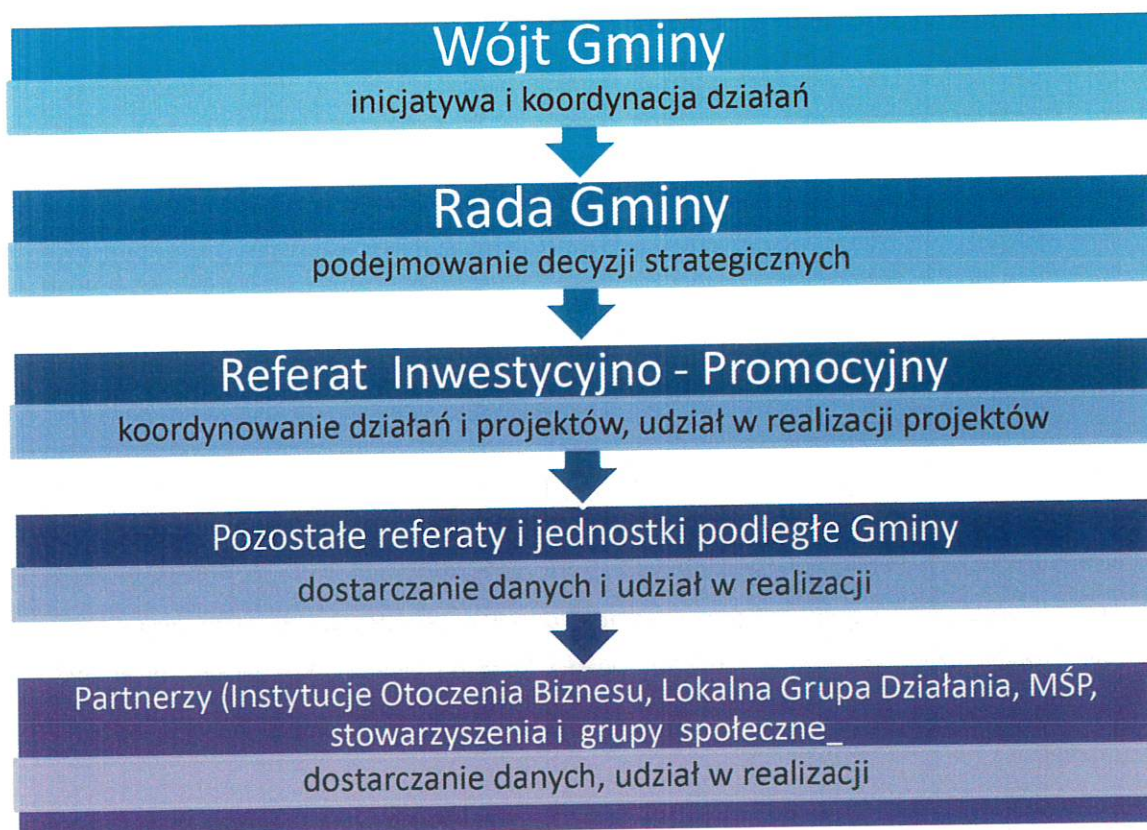 Wójt Gminy
inicjatywa i koordynacja działań
Rada Gminy
podejmowanie decyzji strategicznych
Referat Inwestycyjno - Promocyjny
koordynowanie działań i projektów, udział w realizacji projektów
Pozostałe referaty i jednostki podległe Gminy
dostarczanie danych i udział w realizacji
Partnerzy (Instytucje Otoczenia Biznesu, Lokalna Grupa Działania, MŚP,
stowarzyszenia i grupy społeczne_
dostarczanie danych, udział w realizacji